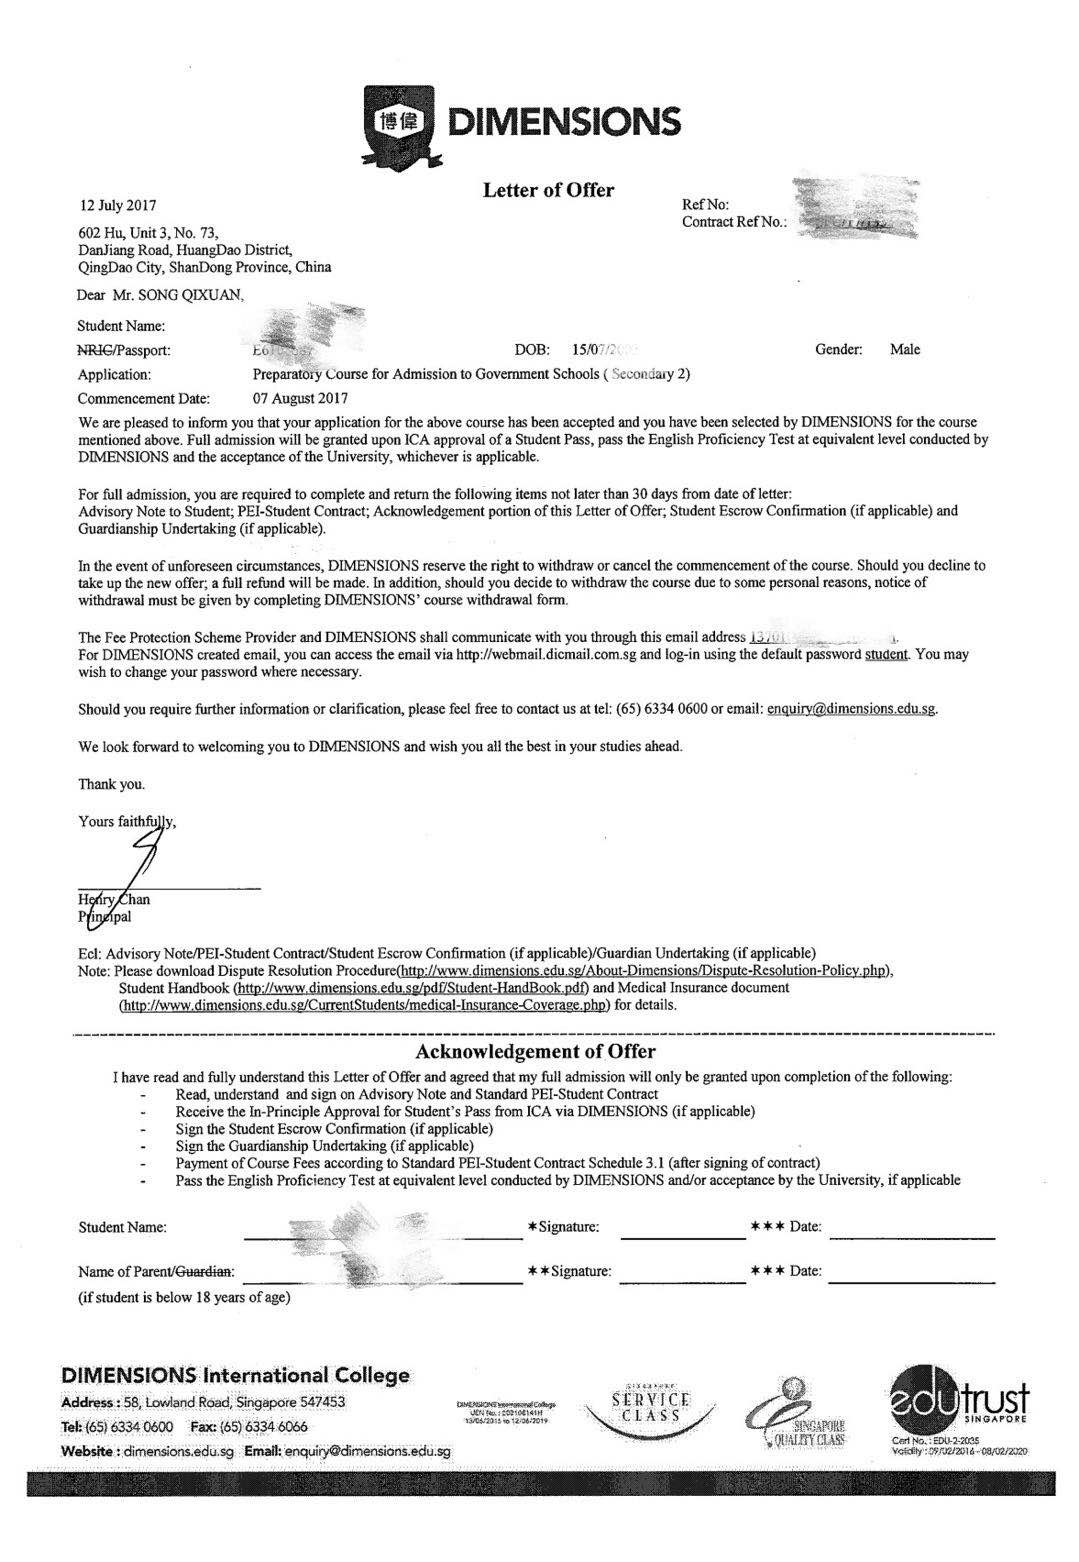 博偉 DIMENSIONS
Letter of Offer
12 July 2017
Ref No:
Contract Ref No.:
602 Hu, Unit 3, No. 73,
DanJiang Road, HuangDao District,
QingDao City, ShanDong Province, China
Dear Mr. SONG QIXUAN,
Student Name:
NRIC/Passport: DOB: 15/07/ Gender: Male
Application: Preparatory Course for Admission to Government Schools ( Secondary 2)
Commencement Date: 07 August 2017
We are pleased to inform you that your application for the above course has been accepted and you have been selected by DIMENSIONS for the course
mentioned above. Full admission will be granted upon ICA approval of a Student Pass, pass the English Proficiency Test at equivalent level conducted by
DIMENSIONS and the acceptance of the University, whichever is applicable.
For full admission, you are required to complete and return the following items not later than 30 days from date of letter:
Advisory Note to Student; PEI-Student Contract; Acknowledgement portion of this Letter of Offer; Student Escrow Confirmation (if applicable) and
Guardianship Undertaking (if applicable).
In the event of unforeseen circumstances, DIMENSIONS reserve the right to withdraw or cancel the commencement of the course. Should you decline to
take up the new offer; a full refund will be made. In addition, should you decide to withdraw the course due to some personal reasons, notice of
withdrawal must be given by completing DIMENSIONS' course withdrawal form.
The Fee Protection Scheme Provider and DIMENSIONS shall communicate with you through this email address
For DIMENSIONS created email, you can access the email via http://webmail.dicmail.com.sg and log-in using the default password student. You may
wish to change your password where necessary.
Should you require further information or clarification, please feel free to contact us at tel: (65) 6334 0600 or email: enquiry@dimensions.edu.sg.
We look forward to welcoming you to DIMENSIONS and wish you all the best in your studies ahead.
Thank you.
Yours faithfully,
Henry Chan
Principal
Ecl: Advisory Note/PEI-Student Contract/Student Escrow Confirmation (if applicable)/Guardian Undertaking (if applicable)
Note: Please download Dispute Resolution Procedure(http://www.dimensions.edu.sg/About-Dimensions/Dispute-Resolution-Policy.php),
Student Handbook (http://www.dimensions.edu.sg/pdf/Student-HandBook.pdf) and Medical Insurance document
(http://www.dimensions.edu.sg/CurrentStudents/medical-Insurance-Coverage.php) for details.
Acknowledgement of Offer
I have read and fully understand this Letter of Offer and agreed that my full admission will only be granted upon completion of the following:
- Read, understand and sign on Advisory Note and Standard PEI-Student Contract
- Receive the In-Principle Approval for Student's Pass from ICA via DIMENSIONS (if applicable)
- Sign the Student Escrow Confirmation (if applicable)
- Sign the Guardianship Undertaking (if applicable)
- Payment of Course Fees according to Standard PEI-Student Contract Schedule 3.1 (after signing of contract)
- Pass the English Proficiency Test at equivalent level conducted by DIMENSIONS and/or acceptance by the University, if applicable
Student Name: ∗Signature: ∗∗∗ Date:
Name of Parent/Guardian: ∗∗Signature: ∗∗∗ Date:
(if student is below 18 years of age)
DIMENSIONS International College
Address : 58, Lowland Road, Singapore 547453
Tel: (65) 6334 0600 Fax: (65) 6334 6066
Website : dimensions.edu.sg Email: enquiry@dimensions.edu.sg
DIMENSIONS International College
13/06/2015 to 12/06/2019
SINGAPORE
SERVICE
CLASS
SINGAPORE
QUALITY CLASS
edutrust
SINGAPORE
Cert No. : EDU-2-2035
Validity : 09/02/2016 - 08/02/2020